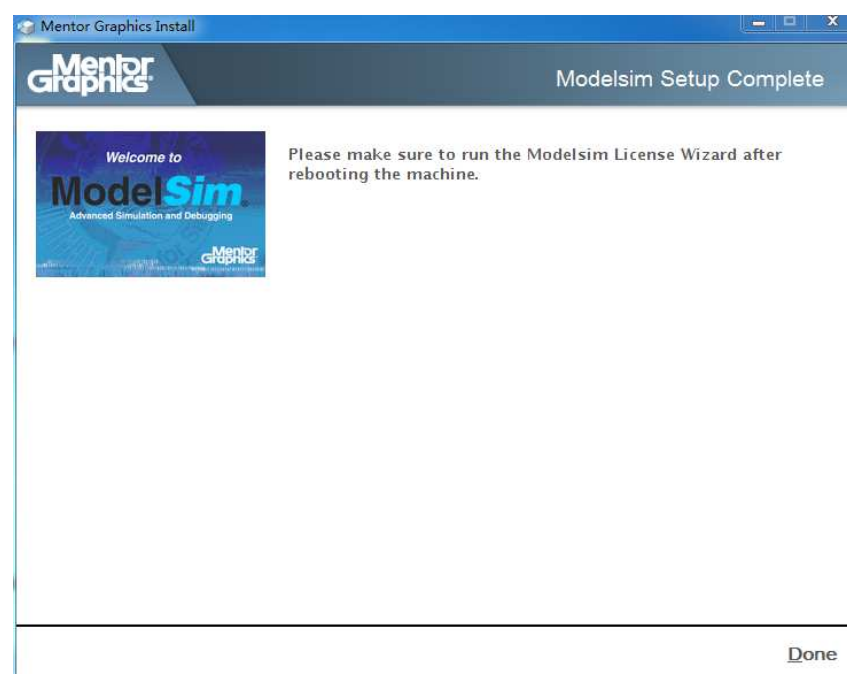 Mentor Graphics Install
Mentor
Graphics®
Modelsim Setup Complete
Welcome to
ModelSim®
Advanced Simulation and Debugging
Mentor
Graphics
Please make sure to run the Modelsim License Wizard after
rebooting the machine.
Done